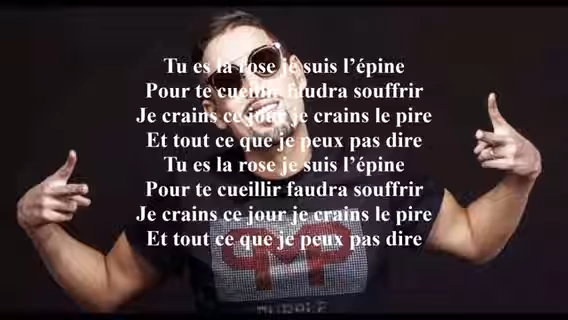 Tu es la rose je suis l’épine
Pour te cueillir faudra souffrir
Je crains ce jour je crains le pire
Et tout ce que je peux pas dire
Tu es la rose je suis l’épine
Pour te cueillir faudra souffrir
Je crains ce jour je crains le pire
Et tout ce que je peux pas dire